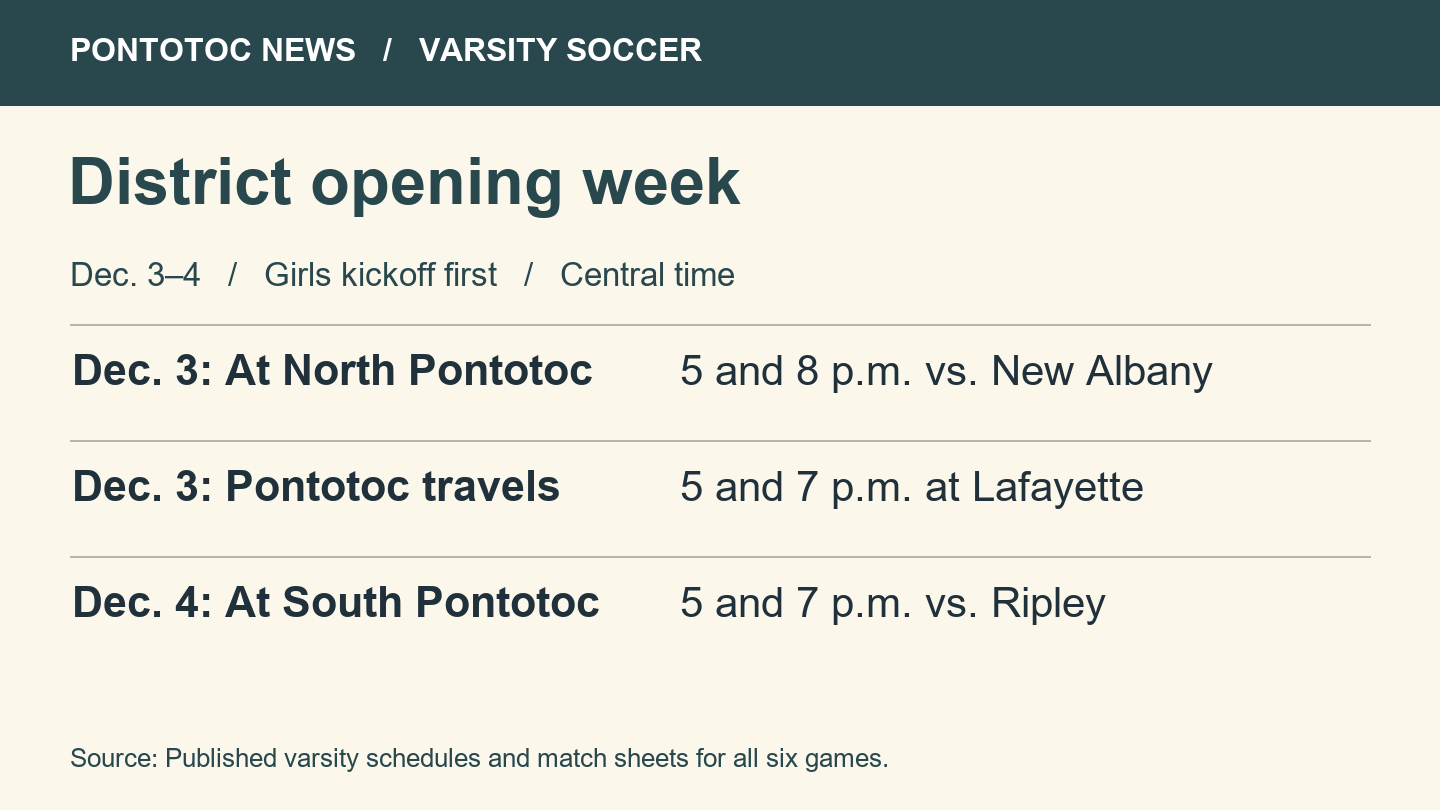 PONTOTOC NEWS / VARSITY SOCCER
District opening week
Dec. 3–4 / Girls kickoff first / Central time
Dec. 3: At North Pontotoc 5 and 8 p.m. vs. New Albany
Dec. 3: Pontotoc travels 5 and 7 p.m. at Lafayette
Dec. 4: At South Pontotoc 5 and 7 p.m. vs. Ripley
Source: Published varsity schedules and match sheets for all six games.